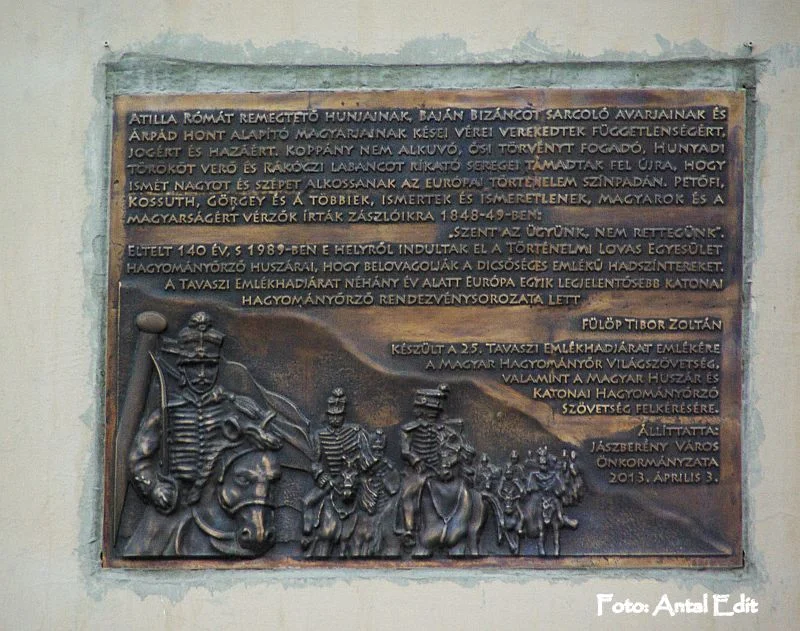 Atilla Rómát remegtető hunjainak, Baján Bizáncot sarcoló avarjainak és
Árpád hont alapító magyarjainak kései vérei verekedtek függetlenségért,
jogért és hazáért. Koppány nem alkuvó, ősi törvényt fogadó, Hunyadi
törököt verő és Rákóczi labancot ríkató seregei támadtak fel újra, hogy
ismét nagyot és szépet alkossanak az európai történelem színpadán. Petőfi,
Kossuth, Görgey és a többiek, ismertek és ismeretlenek, magyarok és a
magyarságért vérzők írták zászlóikra 1848-49-ben:
„Szent az ügyünk, nem rettegünk".
Eltelt 140 év, s 1989-ben e helyről indultak el a Történelmi Lovas Egyesület
hagyományőrző huszárai, hogy belovagolják a dicsőséges emlékű hadszíntereket.
A Tavaszi Emlékhadjárat néhány év alatt Európa egyik legjelentősebb katonai
hagyományőrző rendezvénysorozata lett
Fülöp Tibor Zoltán
Készült a 25. Tavaszi Emlékhadjárat emlékére
a Magyar Hagyományőr Világszövetség,
valamint a Magyar Huszár és
Katonai Hagyományőrző
Szövetség felkérésére.
Állíttatta:
Jászberény Város
Önkormányzata
2013. április 3.
Foto: Antal Edit